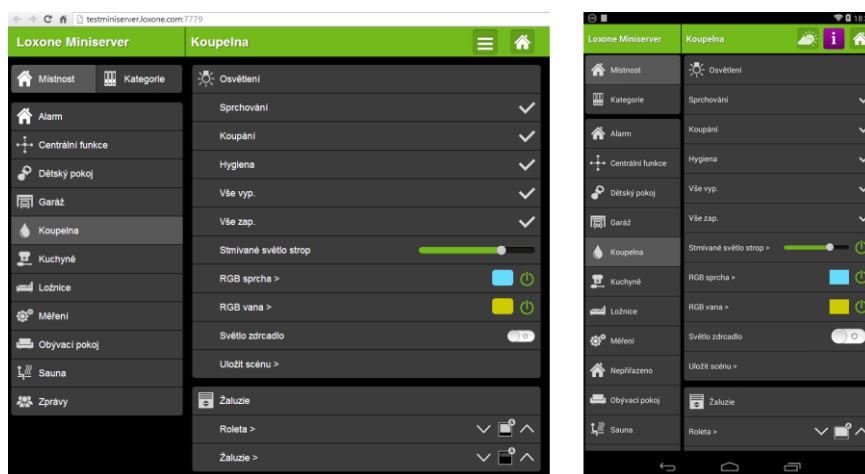 testminiserver.loxone.com:7779
Loxone Miniserver
Koupelna
Místnost
Kategorie
Alarm
Centrální funkce
Dětský pokoj
Garáž
Koupelna
Kuchyně
Ložnice
Měření
Obývací pokoj
Sauna
Zprávy
Osvětlení
Sprchování
Koupání
Hygiena
Vše vyp.
Vše zap.
Stmívané světlo strop
RGB sprcha >
RGB vana >
Světlo zdrcadlo
Uložit scénu >
Žaluzie
Roleta >
A
Žaluzie >
A
Loxone Miniserver
Koupelna
i
Místnost
Kategorie
Alarm
Centrální funkce
Dětský pokoj
Garáž
Koupelna
Kuchyně
Ložnice
Měření
Nepřiřazeno
Obývací pokoj
Sauna
Osvětlení
Sprchování
Koupání
Hygiena
Vše vyp.
Vše zap.
Stmívané světlo strop >
RGB sprcha >
RGB vana >
Světlo zdrcadlo
Uložit scénu >
Žaluzie
Roleta >
A